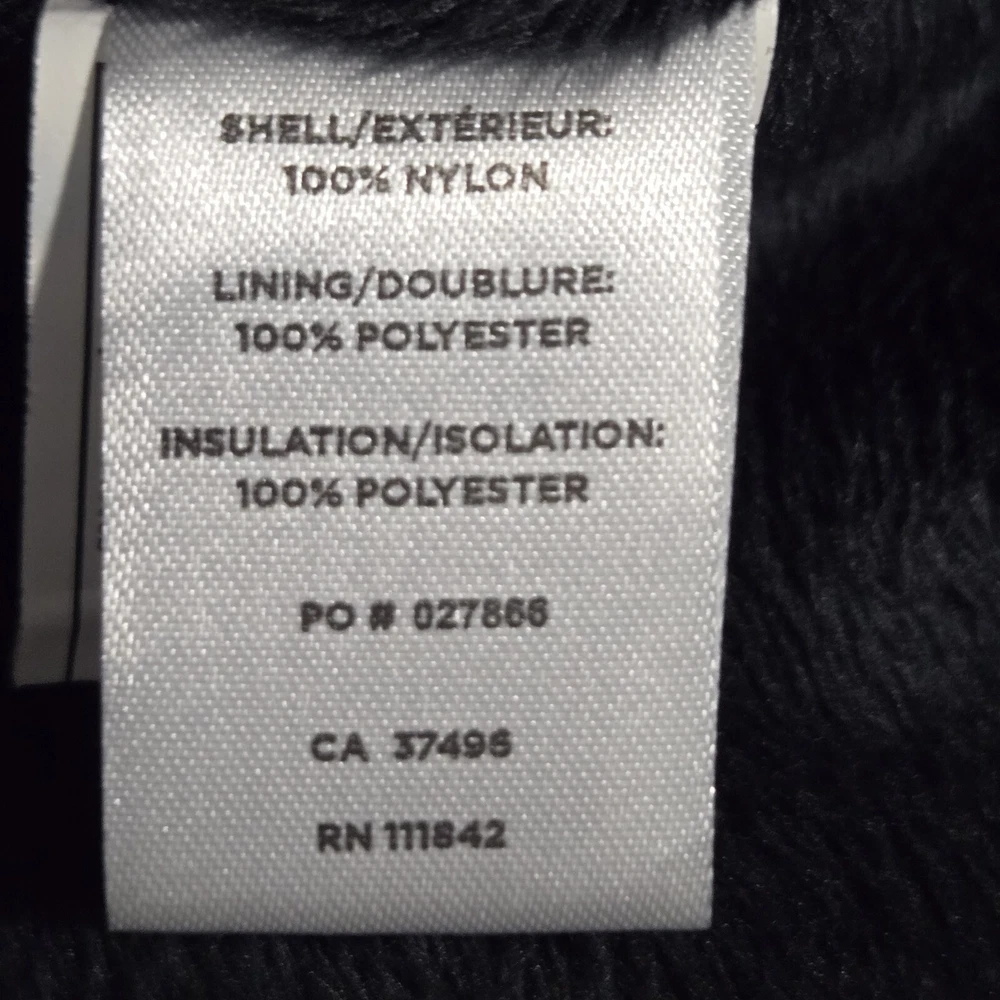 SHELL/EXTÉRIEUR:
100% NYLON
LINING/DOUBLURE:
100% POLYESTER
INSULATION/ISOLATION:
100% POLYESTER
PO # 027866
CA 37496
RN 111842